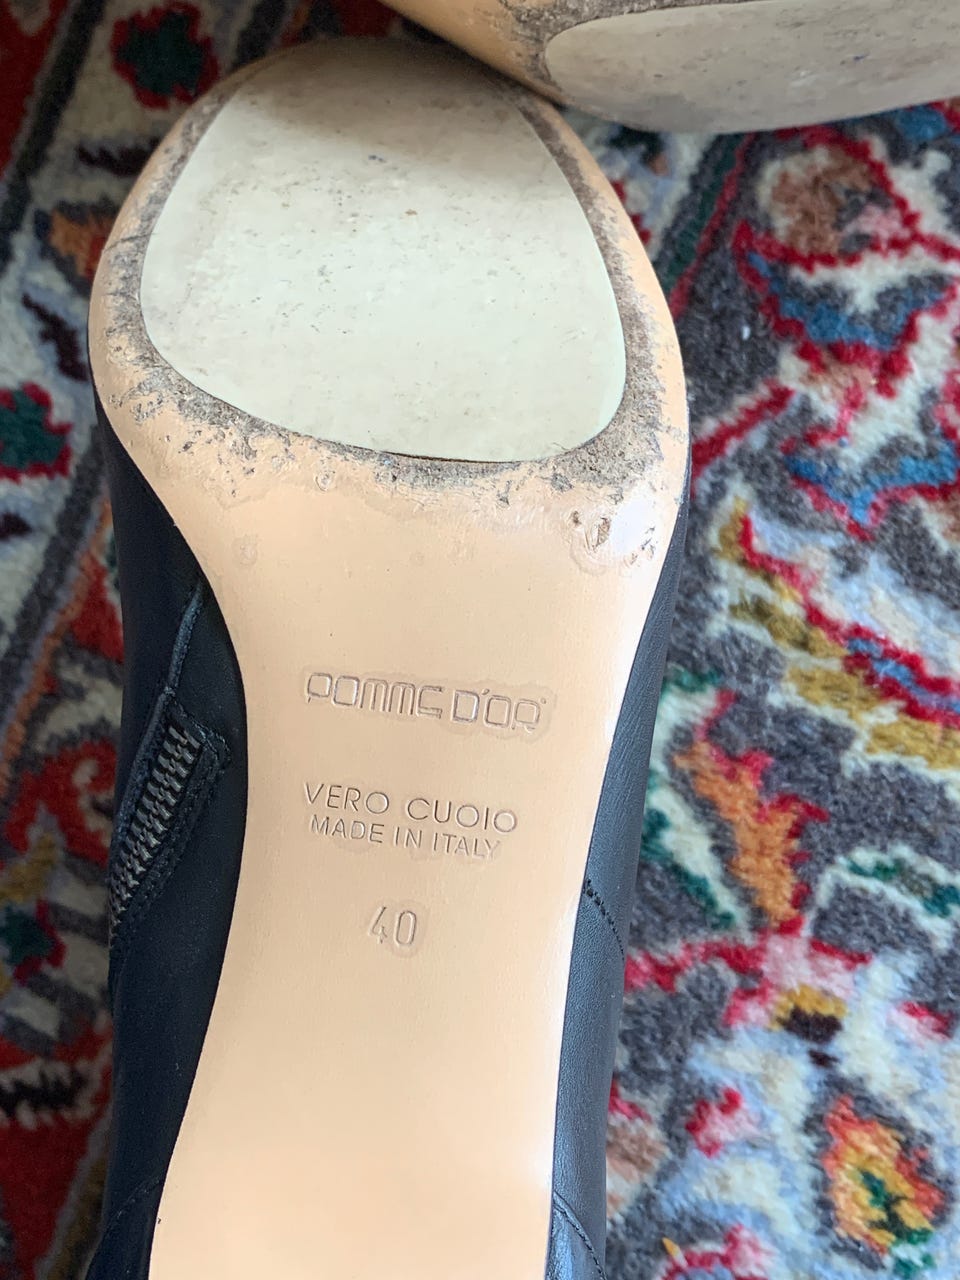 POMME D'OR®
VERO CUOIO
MADE IN ITALY
40